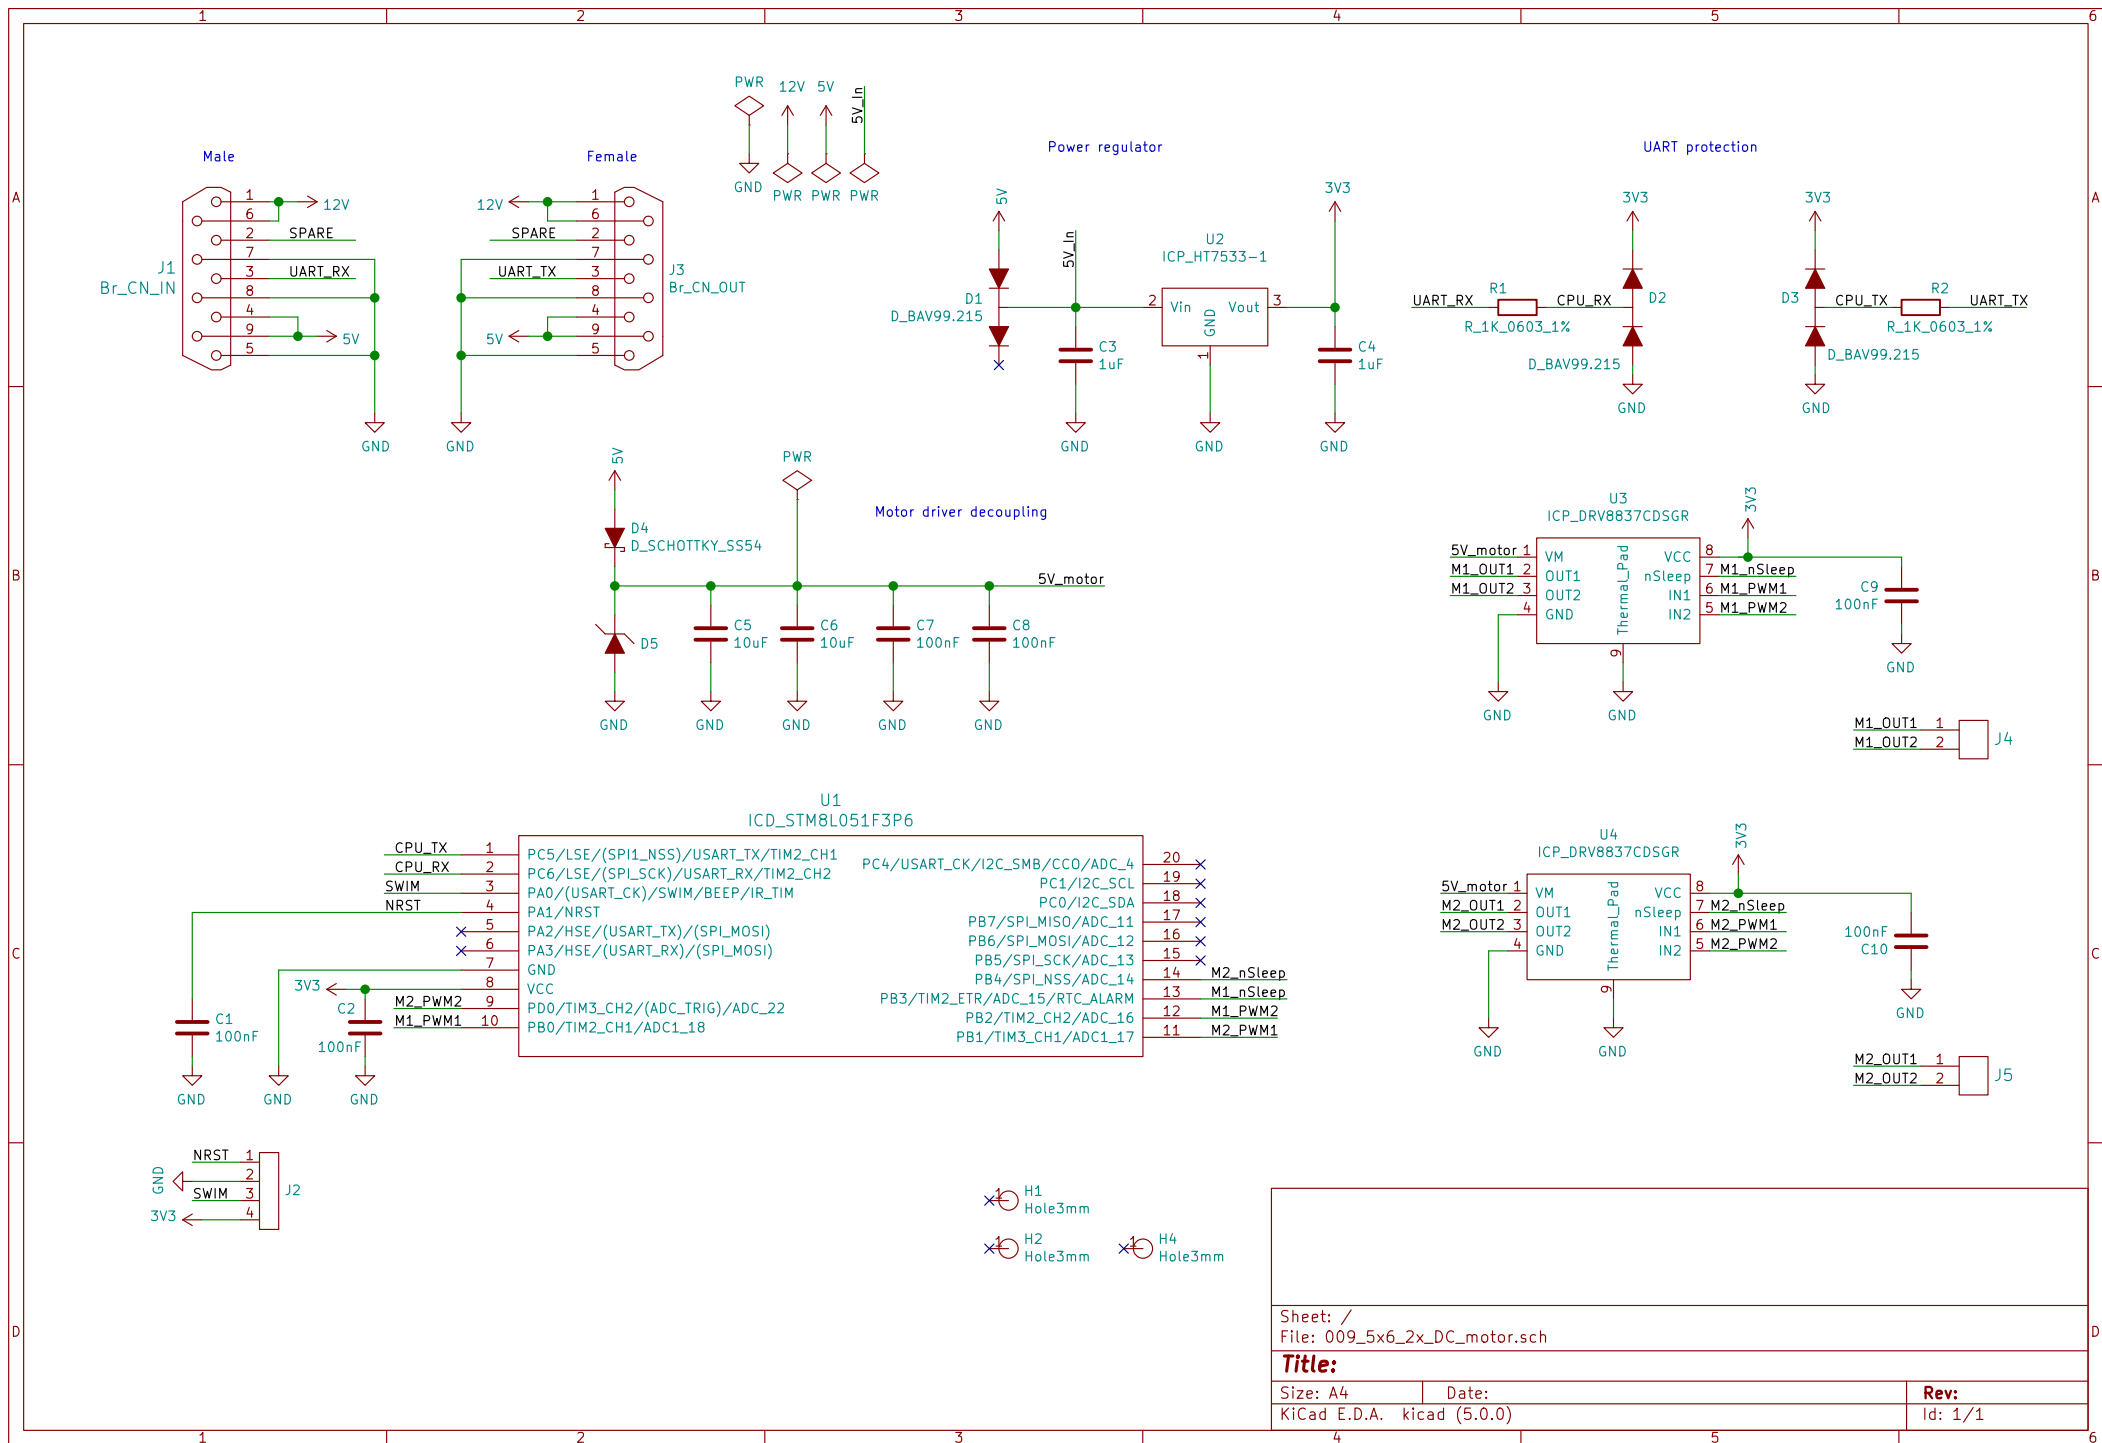 1 2 3 4 5 6
A
B
C
D
A
B
C
D
1 2 3 4 5 6
PWR
GND
12V
PWR
5V
PWR
5V_In
PWR
Male
J1
Br_CN_IN
1
6
2
7
3
8
4
9
5
12V
SPARE
UART_RX
5V
GND
Female
J3
Br_CN_OUT
1
6
2
7
3
8
4
9
5
12V
SPARE
UART_TX
5V
GND
Power regulator
5V
D1
D_BAV99.215
5V_In
C3
1uF
GND
U2
ICP_HT7533-1
2 Vin
Vout 3
GND
1
GND
3V3
C4
1uF
GND
UART protection
3V3
UART_RX
R1
R_1K_0603_1%
CPU_RX
D2
D_BAV99.215
GND
3V3
D3
D_BAV99.215
CPU_TX
R2
R_1K_0603_1%
UART_TX
GND
Motor driver decoupling
5V
D4
D_SCHOTTKY_SS54
PWR
5V_motor
D5
GND
C5
10uF
GND
C6
10uF
GND
C7
100nF
GND
C8
100nF
GND
U3
ICP_DRV8837CDSGR
5V_motor 1 VM
M1_OUT1 2 OUT1
M1_OUT2 3 OUT2
4 GND
Thermal_Pad
9
VCC 8
nSleep 7 M1_nSleep
IN1 6 M1_PWM1
IN2 5 M1_PWM2
3V3
C9
100nF
GND
GND
GND
M1_OUT1 1
M1_OUT2 2
J4
U1
ICD_STM8L051F3P6
CPU_TX 1 PC5/LSE/(SPI1_NSS)/USART_TX/TIM2_CH1
CPU_RX 2 PC6/LSE/(SPI_SCK)/USART_RX/TIM2_CH2
SWIM 3 PA0/(USART_CK)/SWIM/BEEP/IR_TIM
NRST 4 PA1/NRST
5 PA2/HSE/(USART_TX)/(SPI_MOSI)
6 PA3/HSE/(USART_RX)/(SPI_MOSI)
7 GND
3V3 8 VCC
M2_PWM2 9 PD0/TIM3_CH2/(ADC_TRIG)/ADC_22
M1_PWM1 10 PB0/TIM2_CH1/ADC1_18
PC4/USART_CK/I2C_SMB/CCO/ADC_4 20
PC1/I2C_SCL 19
PC0/I2C_SDA 18
PB7/SPI_MISO/ADC_11 17
PB6/SPI_MOSI/ADC_12 16
PB5/SPI_SCK/ADC_13 15
PB4/SPI_NSS/ADC_14 14 M2_nSleep
PB3/TIM2_ETR/ADC_15/RTC_ALARM 13 M1_nSleep
PB2/TIM2_CH2/ADC_16 12 M1_PWM2
PB1/TIM3_CH1/ADC1_17 11 M2_PWM1
C1
100nF
GND
GND
C2
100nF
GND
U4
ICP_DRV8837CDSGR
5V_motor 1 VM
M2_OUT1 2 OUT1
M2_OUT2 3 OUT2
4 GND
Thermal_Pad
9
VCC 8
nSleep 7 M2_nSleep
IN1 6 M2_PWM1
IN2 5 M2_PWM2
3V3
100nF
C10
GND
GND
GND
M2_OUT1 1
M2_OUT2 2
J5
NRST 1
GND 2
SWIM 3
3V3 4
J2
1 H1
Hole3mm
1 H2
Hole3mm
1 H4
Hole3mm
Sheet: /
File: 009_5x6_2x_DC_motor.sch
Title:
Size: A4 Date: Rev:
KiCad E.D.A. kicad (5.0.0) Id: 1/1